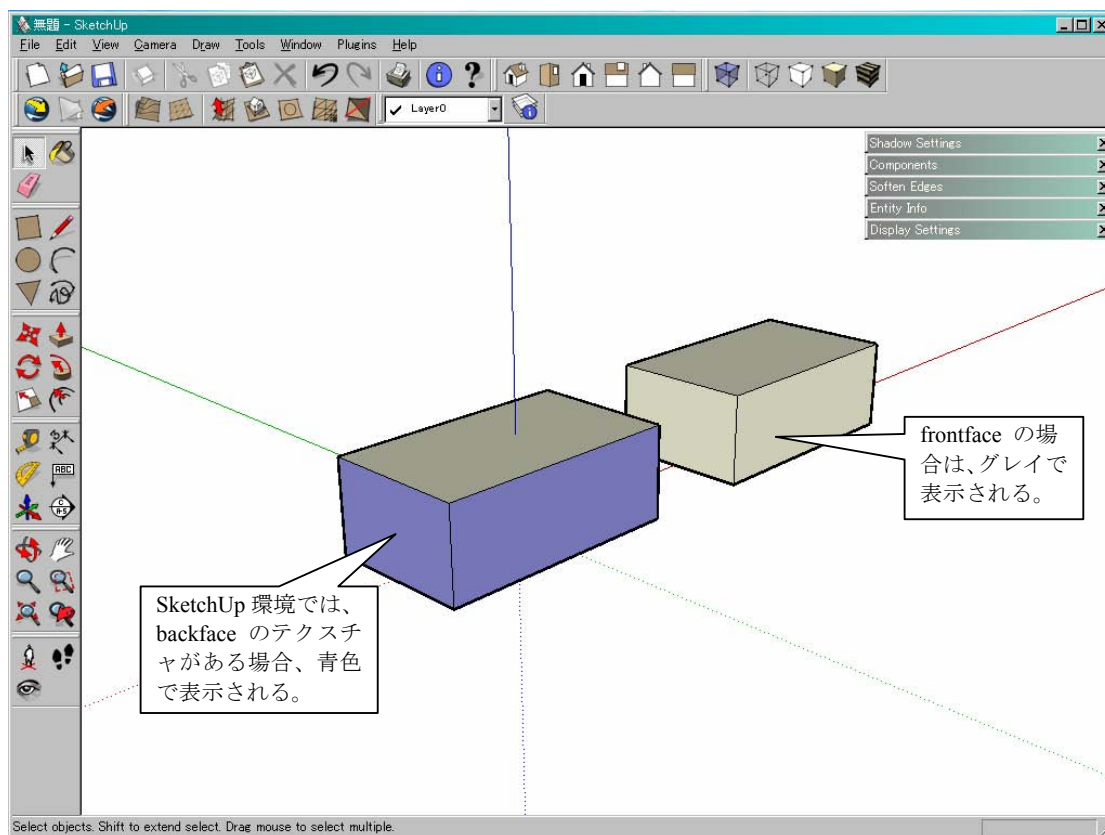 無題 - SketchUp
File Edit View Camera Draw Tools Window Plugins Help
Layer0
Shadow Settings
Components
Soften Edges
Entity Info
Display Settings
ABC
C
A-5
frontface の場
合は、グレイで
表示される。
SketchUp 環境では、
backface のテクスチ
ャがある場合、青色
で表示される。
Select objects. Shift to extend select. Drag mouse to select multiple.